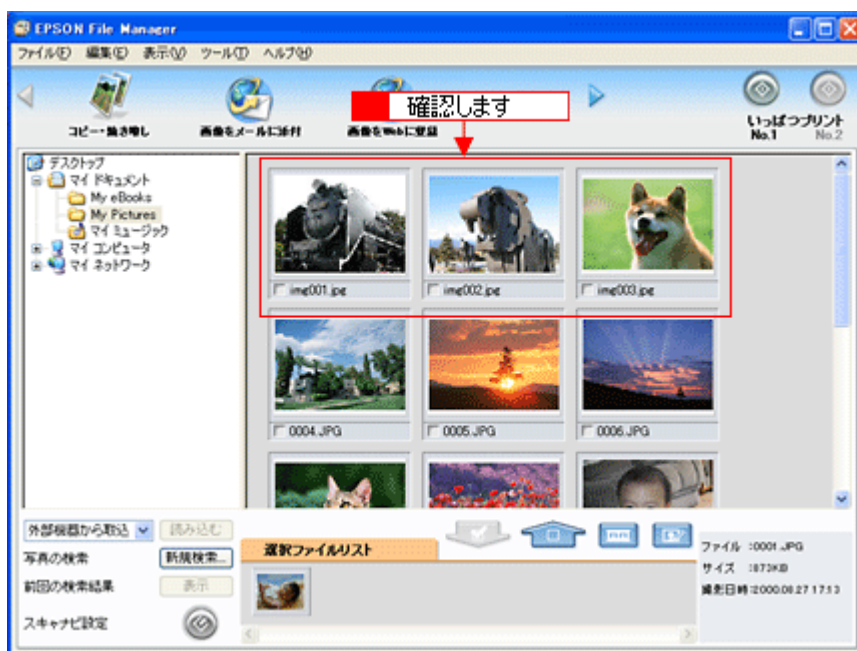 EPSON File Manager
ファイル(F) 編集(E) 表示(V) ツール(T) ヘルプ(H)
確認します
コピー・焼き増し
画像をメールに添付
画像をWebに登録
いっぱつプリント
No.1 No.2
デスクトップ
マイ ドキュメント
My eBooks
My Pictures
マイ ミュージック
マイ コンピュータ
マイ ネットワーク
img001.jpg
img002.jpg
img003.jpg
0004.JPG
0005.JPG
0006.JPG
外部機器から取込
読み込む
写真の検索
新規検索...
前回の検索結果
表示
スキャナビ設定
選択ファイルリスト
ファイル :0001.JPG
サイズ :873KB
撮影日時:2000.08.27 17:13